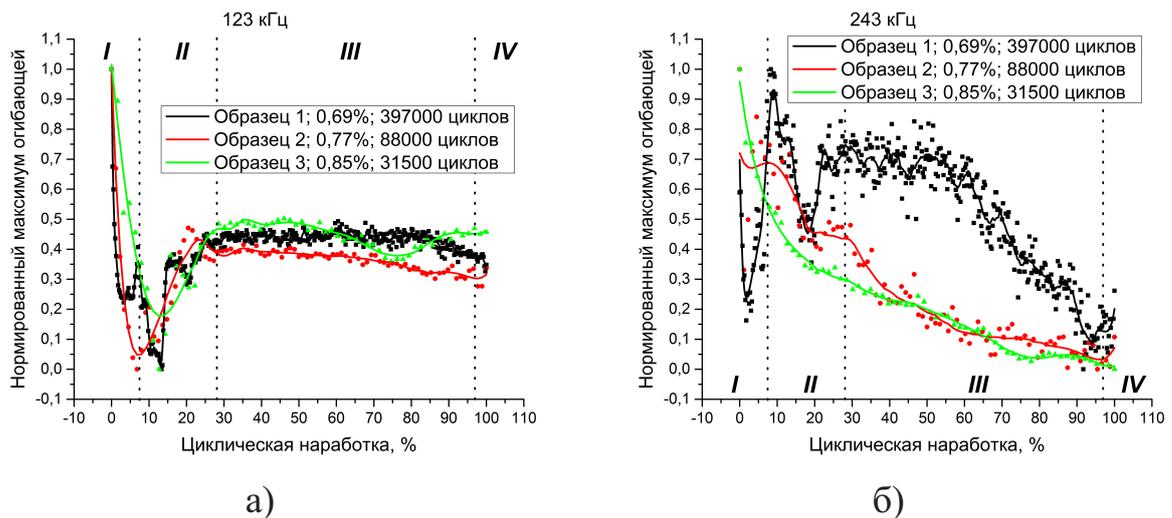 123 кГц
I II III IV
Образец 1; 0,69%; 397000 циклов
Образец 2; 0,77%; 88000 циклов
Образец 3; 0,85%; 31500 циклов
Нормированный максимум огибающей
1,1
1,0
0,9
0,8
0,7
0,6
0,5
0,4
0,3
0,2
0,1
0,0
-0,1
-10 0 10 20 30 40 50 60 70 80 90 100 110
Циклическая наработка, %
а)
243 кГц
Образец 1; 0,69%; 397000 циклов
Образец 2; 0,77%; 88000 циклов
Образец 3; 0,85%; 31500 циклов
Нормированный максимум огибающей
1,1
1,0
0,9
0,8
0,7
0,6
0,5
0,4
0,3
0,2
0,1
0,0
-0,1
I II III IV
-10 0 10 20 30 40 50 60 70 80 90 100 110
Циклическая наработка, %
б)